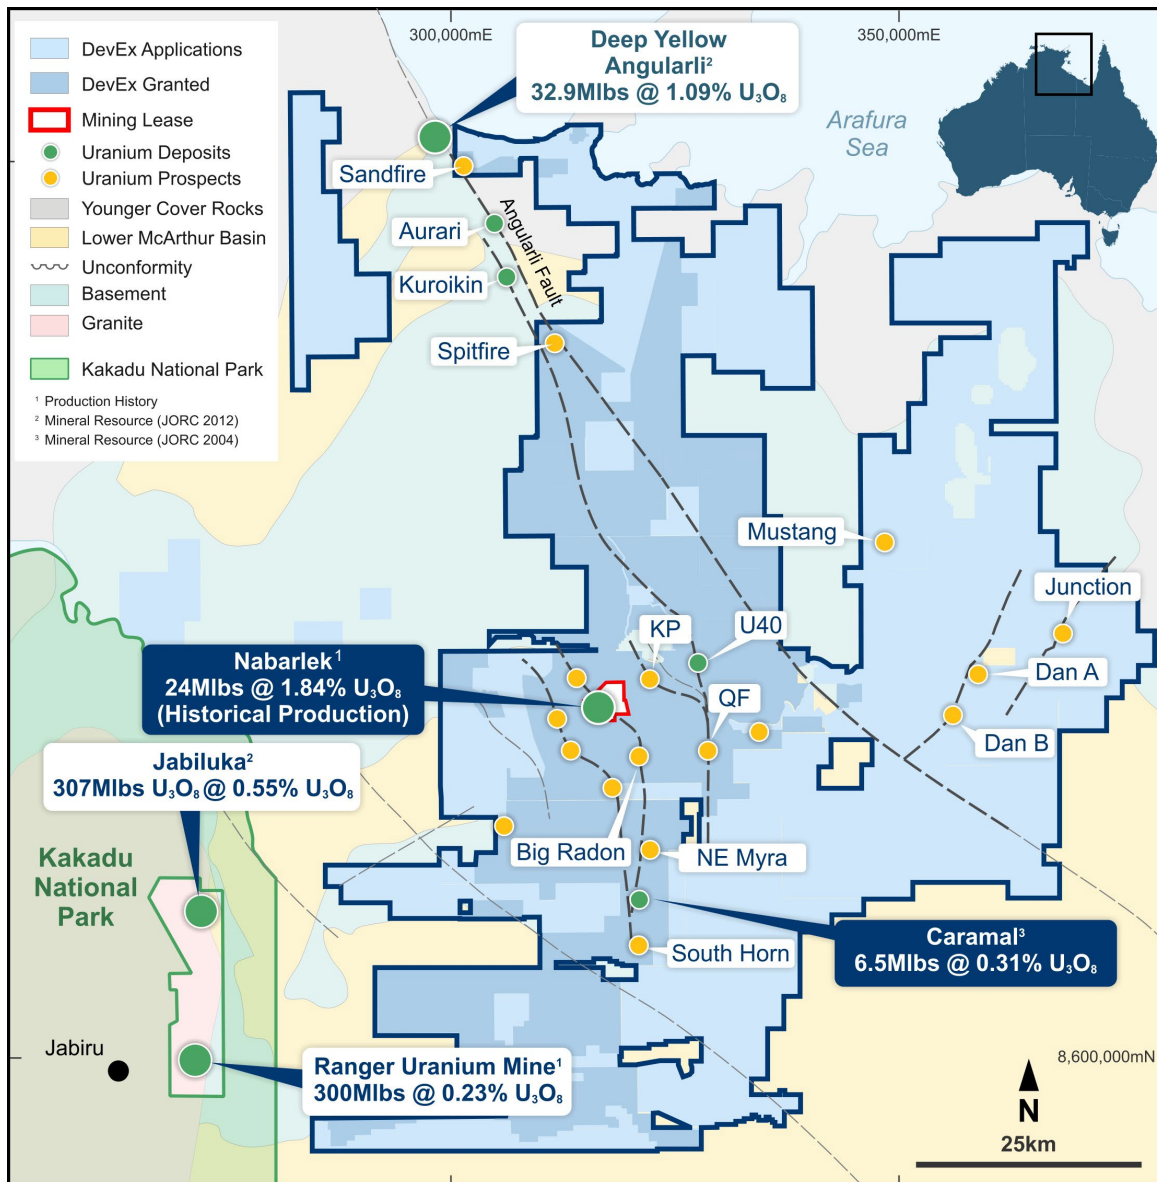 300,000mE
350,000mE
DevEx Applications
DevEx Granted
Mining Lease
Uranium Deposits
Uranium Prospects
Younger Cover Rocks
Lower McArthur Basin
Unconformity
Basement
Granite
Kakadu National Park
¹ Production History
² Mineral Resource (JORC 2012)
³ Mineral Resource (JORC 2004)
Deep Yellow
Angularli²
32.9Mlbs @ 1.09% U₃O₈
Arafura
Sea
Sandfire
Aurari
Angularli Fault
Kuroikin
Spitfire
Mustang
Junction
KP
U40
Dan A
Nabarlek¹
24Mlbs @ 1.84% U₃O₈
(Historical Production)
QF
Dan B
Jabiluka²
307Mlbs U₃O₈ @ 0.55% U₃O₈
Big Radon
NE Myra
Kakadu
National
Park
Caramal³
6.5Mlbs @ 0.31% U₃O₈
South Horn
Jabiru
Ranger Uranium Mine¹
300Mlbs @ 0.23% U₃O₈
8,600,000mN
N
25km